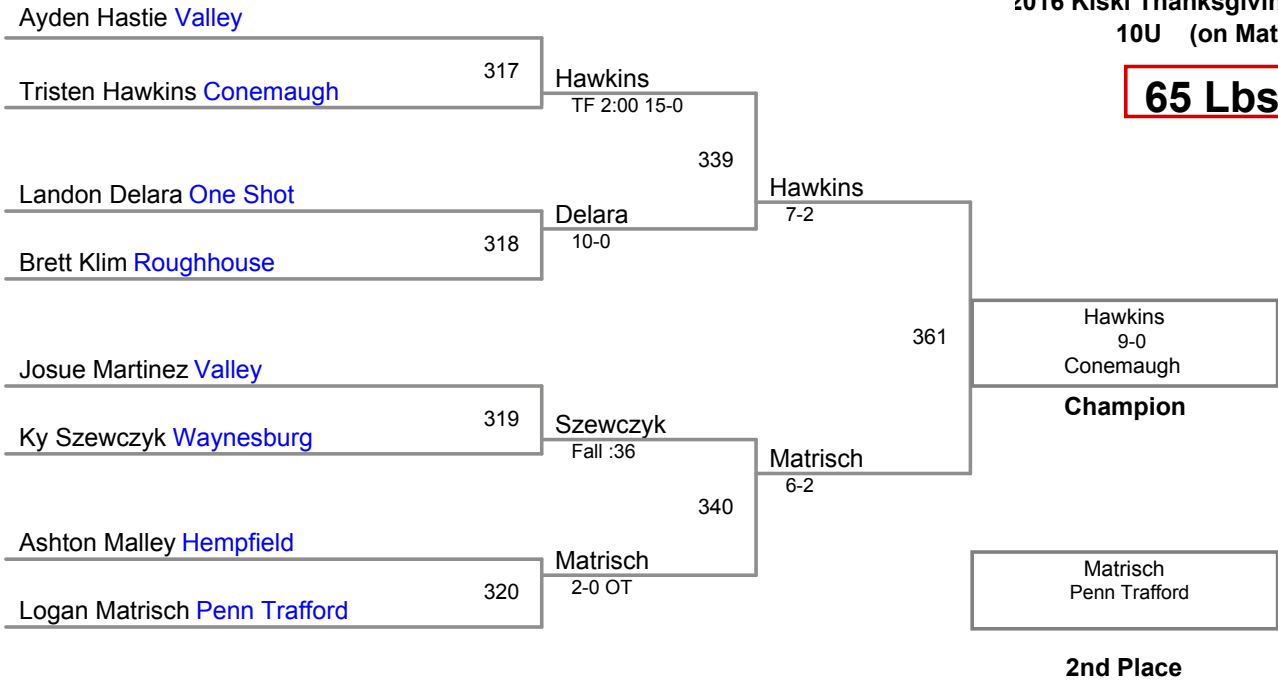 Ayden Hastie Valley
2016 Kiski
10U (on
65 Lbs
317
Tristen Hawkins Conemaugh
Hawkins
TF 2:00 15-0
339
Landon Delara One Shot
Hawkins
7-2
Delara
10-0
318
Brett Klim Roughhouse
361
Hawkins
9-0
Conemaugh
Champion
Josue Martinez Valley
319
Ky Szewczyk Waynesburg
Szewczyk
Fall :36
Matrisch
6-2
340
Ashton Malley Hempfield
Matrisch
2-0 OT
320
Logan Matrisch Penn Trafford
Matrisch
Penn Trafford
2nd Place